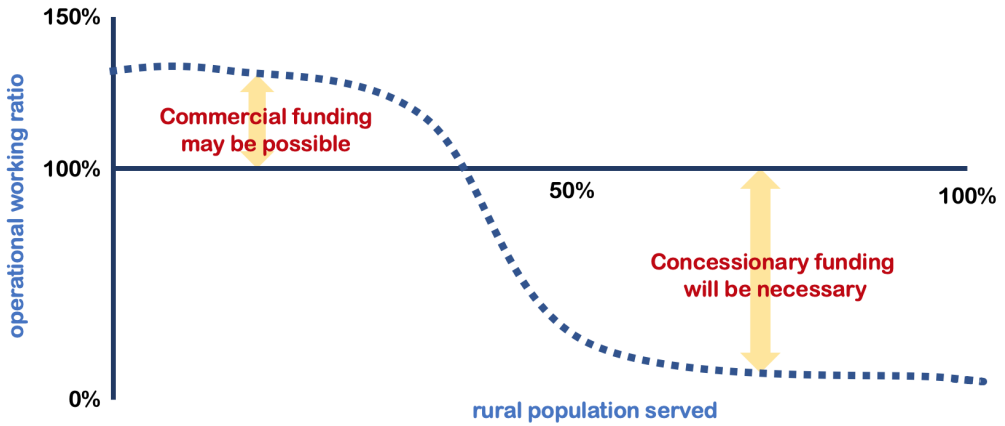 150%
operational working ratio
Commercial funding
may be possible
100%
50%
100%
Concessionary funding
will be necessary
0%
rural population served